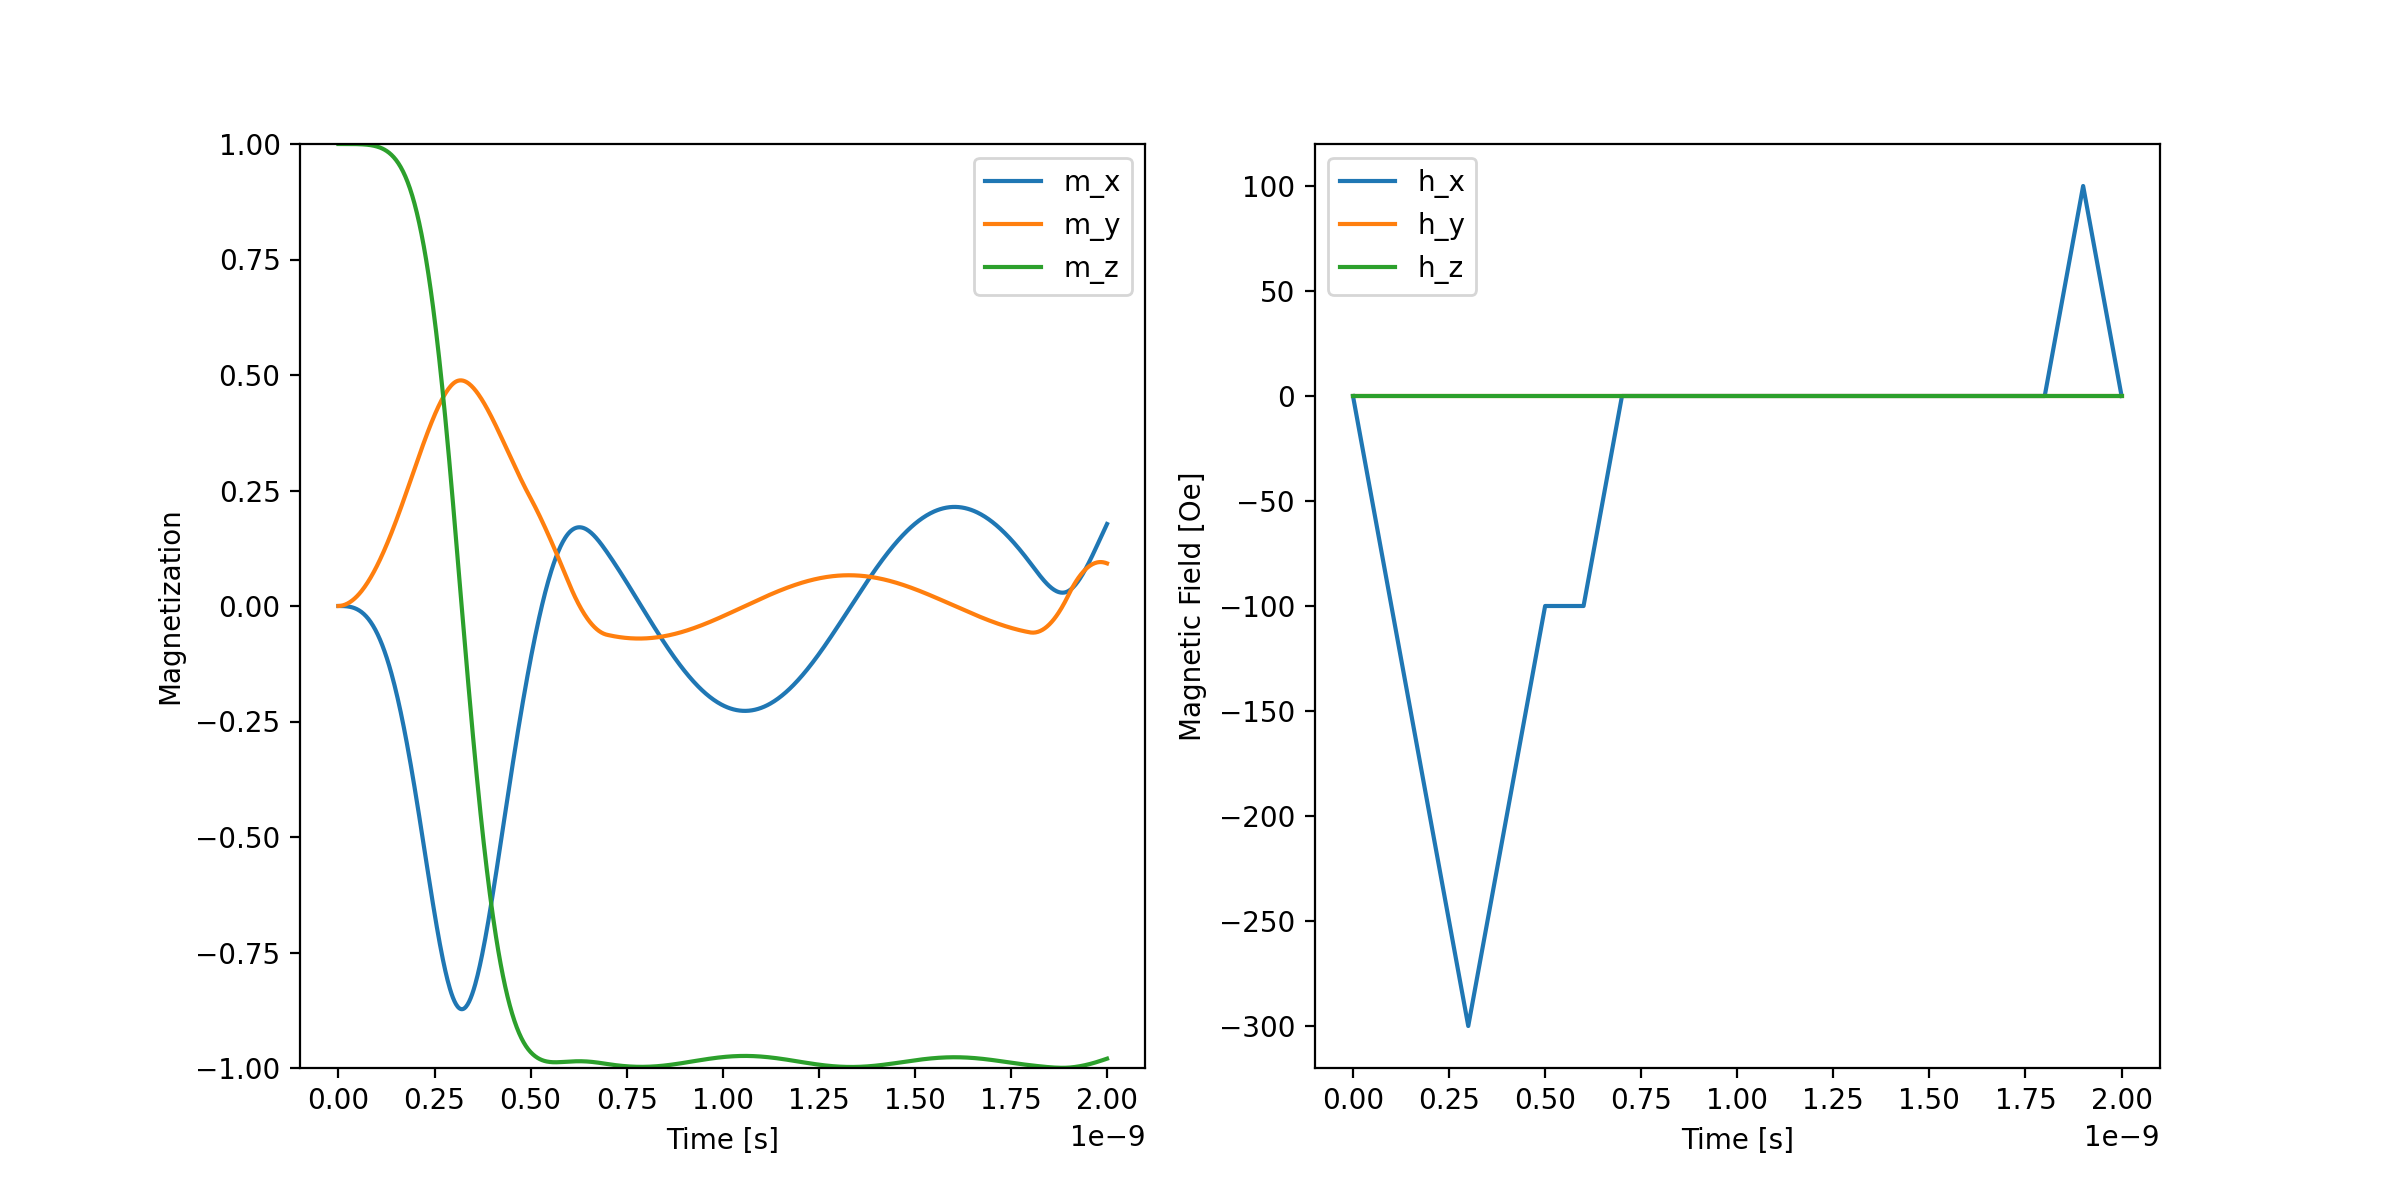 1.00
0.75
0.50
0.25
0.00
−0.25
−0.50
−0.75
−1.00
Magnetization
m_x
m_y
m_z
0.00 0.25 0.50 0.75 1.00 1.25 1.50 1.75 2.00
Time [s]
1e−9
100
50
0
−50
−100
−150
−200
−250
−300
Magnetic Field [Oe]
h_x
h_y
h_z
0.00 0.25 0.50 0.75 1.00 1.25 1.50 1.75 2.00
Time [s]
1e−9